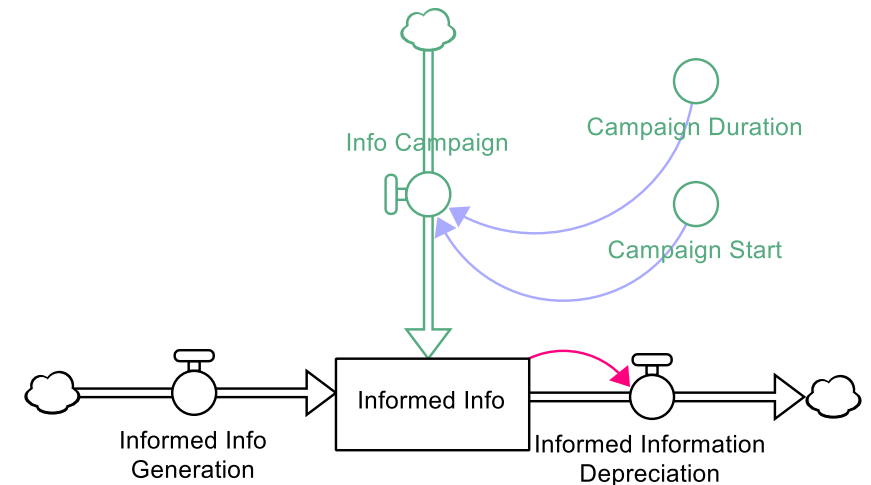 Campaign Duration
Info Campaign
Campaign Start
Informed Info
Informed Info
Generation
Informed Information
Depreciation